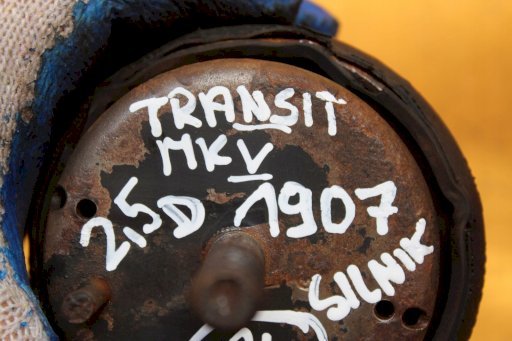 TRANSIT
MKV
2,5D 1907
SILNIK